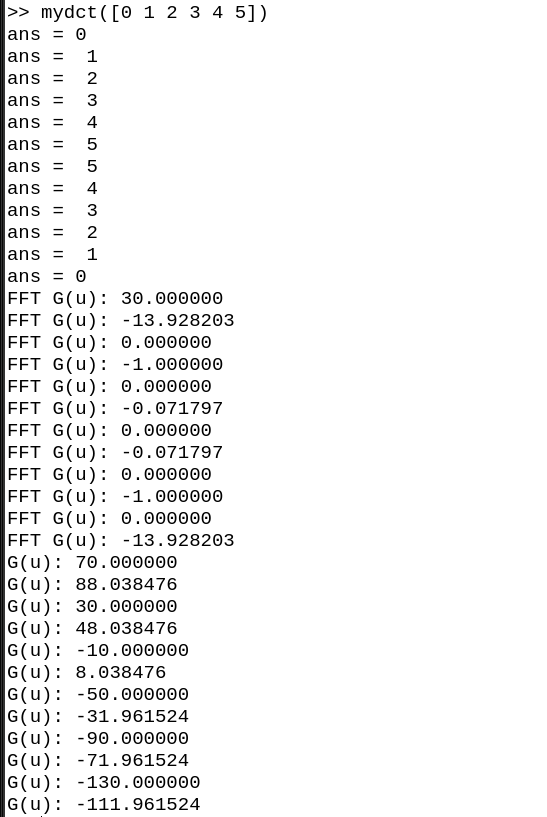 >> mydct([0 1 2 3 4 5])
ans = 0
ans =  1
ans =  2
ans =  3
ans =  4
ans =  5
ans =  5
ans =  4
ans =  3
ans =  2
ans =  1
ans = 0
FFT G(u): 30.000000
FFT G(u): -13.928203
FFT G(u): 0.000000
FFT G(u): -1.000000
FFT G(u): 0.000000
FFT G(u): -0.071797
FFT G(u): 0.000000
FFT G(u): -0.071797
FFT G(u): 0.000000
FFT G(u): -1.000000
FFT G(u): 0.000000
FFT G(u): -13.928203
G(u): 70.000000
G(u): 88.038476
G(u): 30.000000
G(u): 48.038476
G(u): -10.000000
G(u): 8.038476
G(u): -50.000000
G(u): -31.961524
G(u): -90.000000
G(u): -71.961524
G(u): -130.000000
G(u): -111.961524